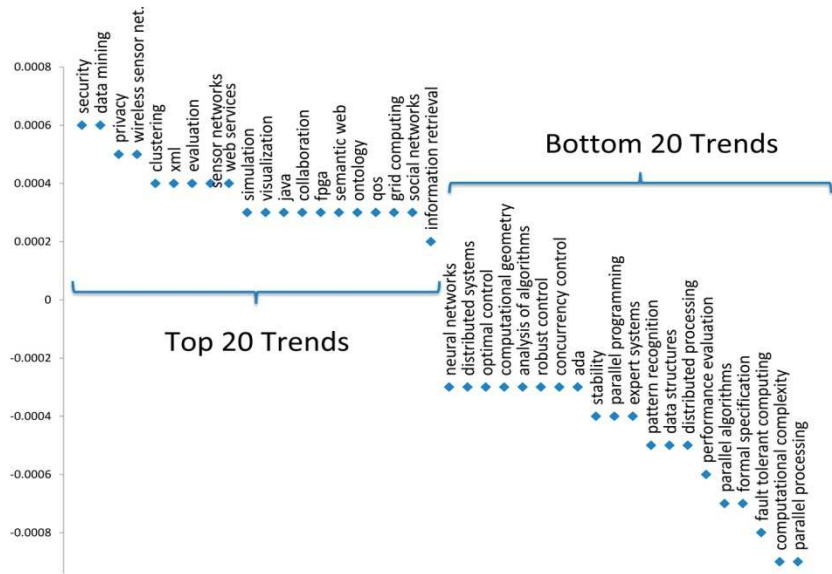 0.0008
0.0006
0.0004
0.0002
0
-0.0002
-0.0004
-0.0006
-0.0008
security
data mining
privacy
wireless sensor net.
clustering
xml
evaluation
sensor networks
web services
simulation
visualization
java
collaboration
fpga
semantic web
ontology
qos
grid computing
social networks
information retrieval
Top 20 Trends
Bottom 20 Trends
neural networks
distributed systems
optimal control
computational geometry
analysis of algorithms
robust control
concurrency control
ada
stability
parallel programming
expert systems
pattern recognition
data structures
distributed processing
performance evaluation
parallel algorithms
formal specification
fault tolerant computing
computational complexity
parallel processing